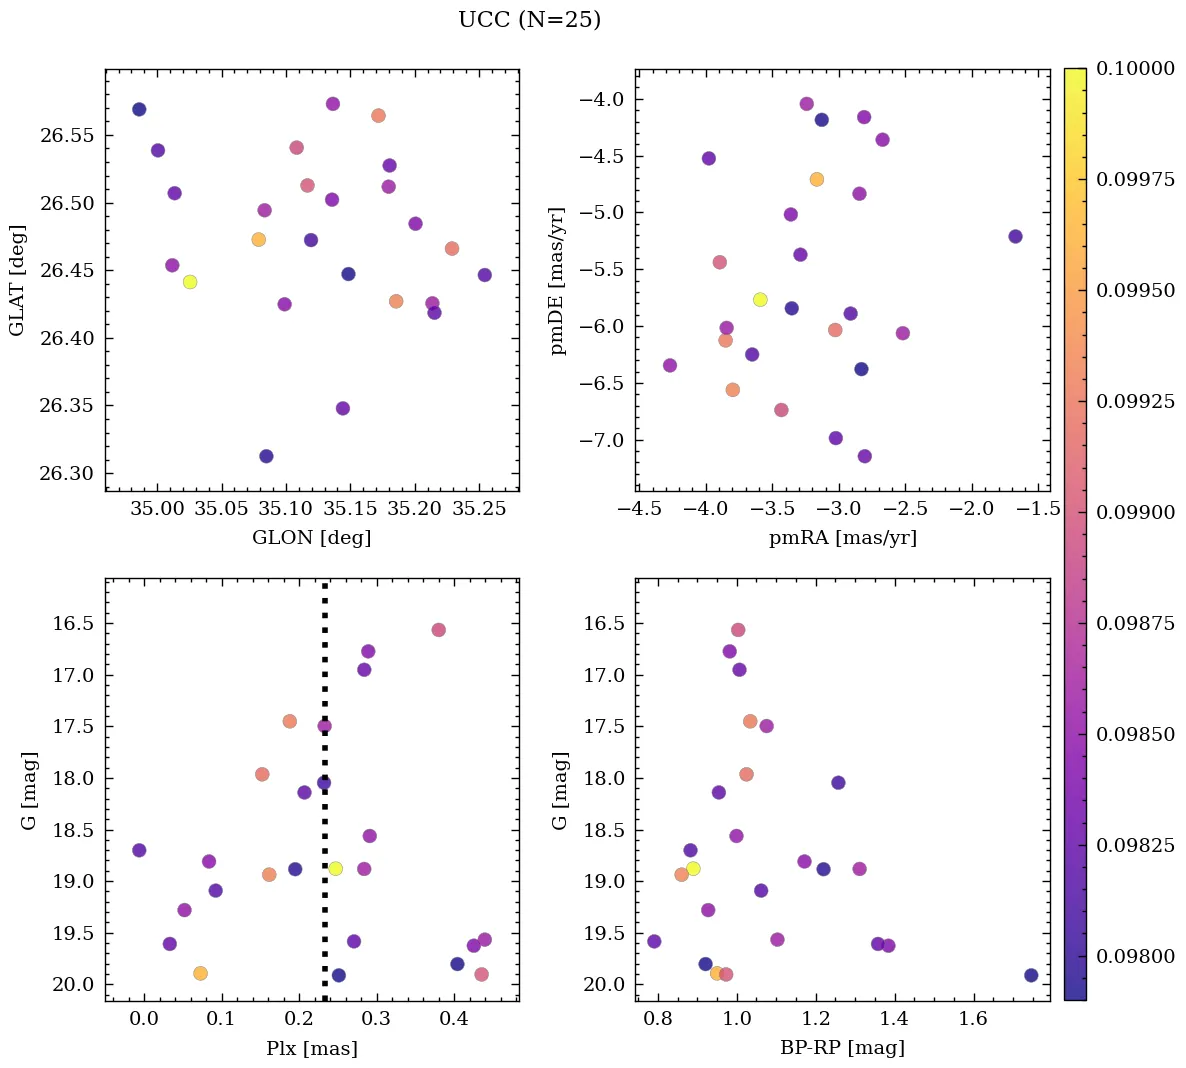 UCC (N=25)
26.55
26.50
26.45
26.40
26.35
26.30
GLAT [deg]
35.00 35.05 35.10 35.15 35.20 35.25
GLON [deg]
−4.0
−4.5
−5.0
−5.5
−6.0
−6.5
−7.0
pmDE [mas/yr]
−4.5 −4.0 −3.5 −3.0 −2.5 −2.0 −1.5
pmRA [mas/yr]
0.10000
0.09975
0.09950
0.09925
0.09900
0.09875
0.09850
0.09825
0.09800
16.5
17.0
17.5
18.0
18.5
19.0
19.5
20.0
G [mag]
0.0 0.1 0.2 0.3 0.4
Plx [mas]
16.5
17.0
17.5
18.0
18.5
19.0
19.5
20.0
G [mag]
0.8 1.0 1.2 1.4 1.6
BP-RP [mag]